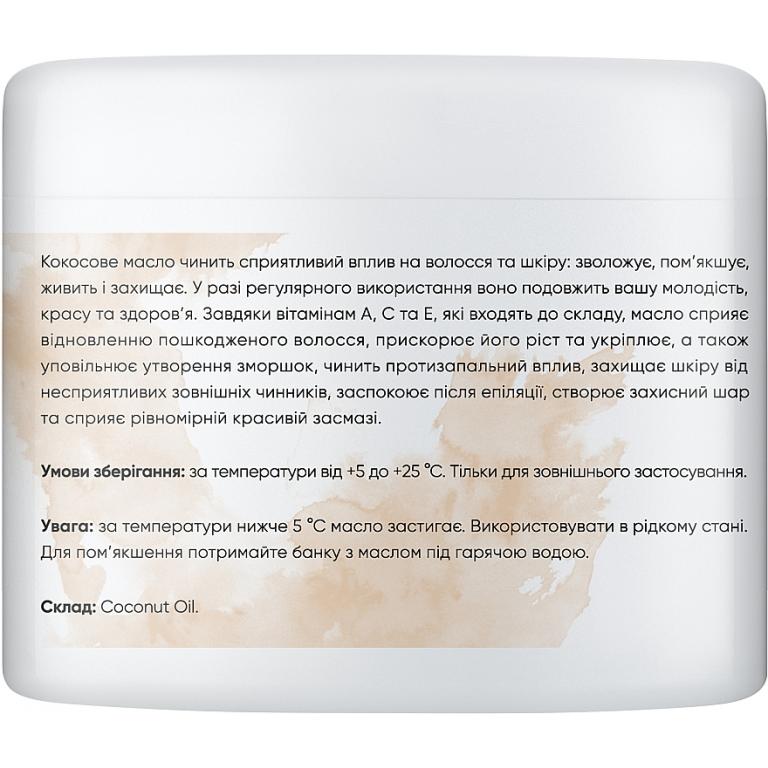 Кокосове масло чинить сприятливий вплив на волосся та шкіру: зволожує, пом’якшує,
живить і захищає. У разі регулярного використання воно подовжить вашу молодість,
красу та здоров’я. Завдяки вітамінам А, С та Е, які входять до складу, масло сприяє
відновленню пошкодженого волосся, прискорює його ріст та укріплює, а також
уповільнює утворення зморшок, чинить протизапальний вплив, захищає шкіру від
несприятливих зовнішніх чинників, заспокоює після епіляції, створює захисний шар
та сприяє рівномірній красивій засмазі.
Умови зберігання: за температури від +5 до +25 °С. Тільки для зовнішнього застосування.
Увага: за температури нижче 5 °С масло застигає. Використовувати в рідкому стані.
Для пом’якшення потримайте банку з маслом під гарячою водою.
Склад: Coconut Oil.